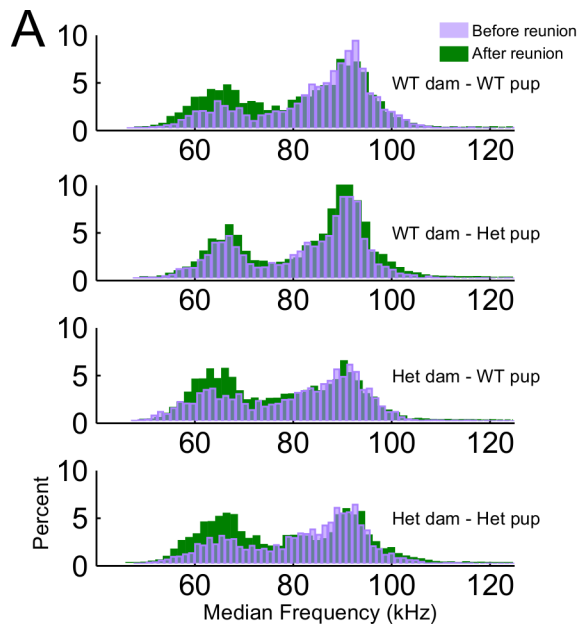 A
Before reunion
After reunion
10
5
0
WT dam - WT pup
60 80 100 120
10
5
0
WT dam - Het pup
60 80 100 120
10
5
0
Het dam - WT pup
60 80 100 120
Percent
10
5
0
Het dam - Het pup
60 80 100 120
Median Frequency (kHz)